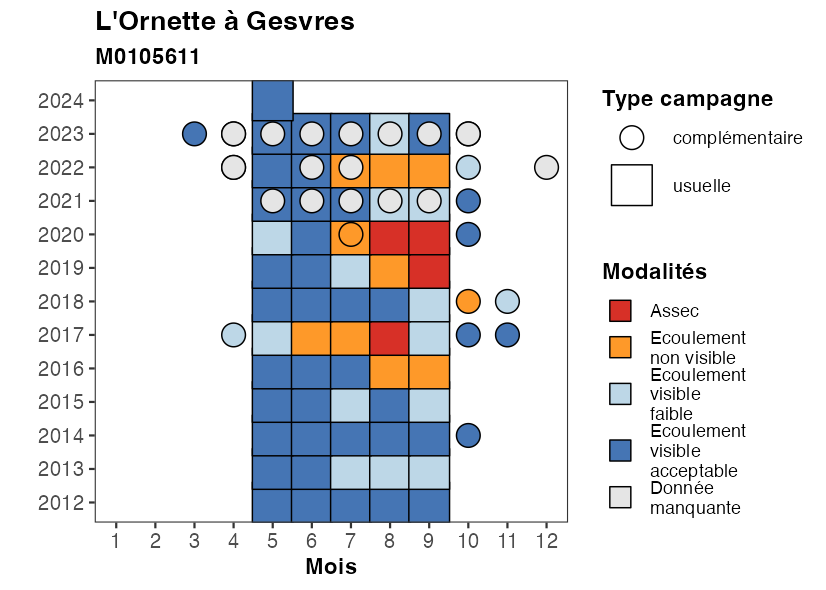 L'Ornette à Gesvres
M0105611
2024
2023
2022
2021
2020
2019
2018
2017
2016
2015
2014
2013
2012
1 2 3 4 5 6 7 8 9 10 11 12
Mois
Type campagne
complémentaire
usuelle
Modalités
Assec
Ecoulement
non visible
Ecoulement
visible
faible
Ecoulement
visible
acceptable
Donnée
manquante